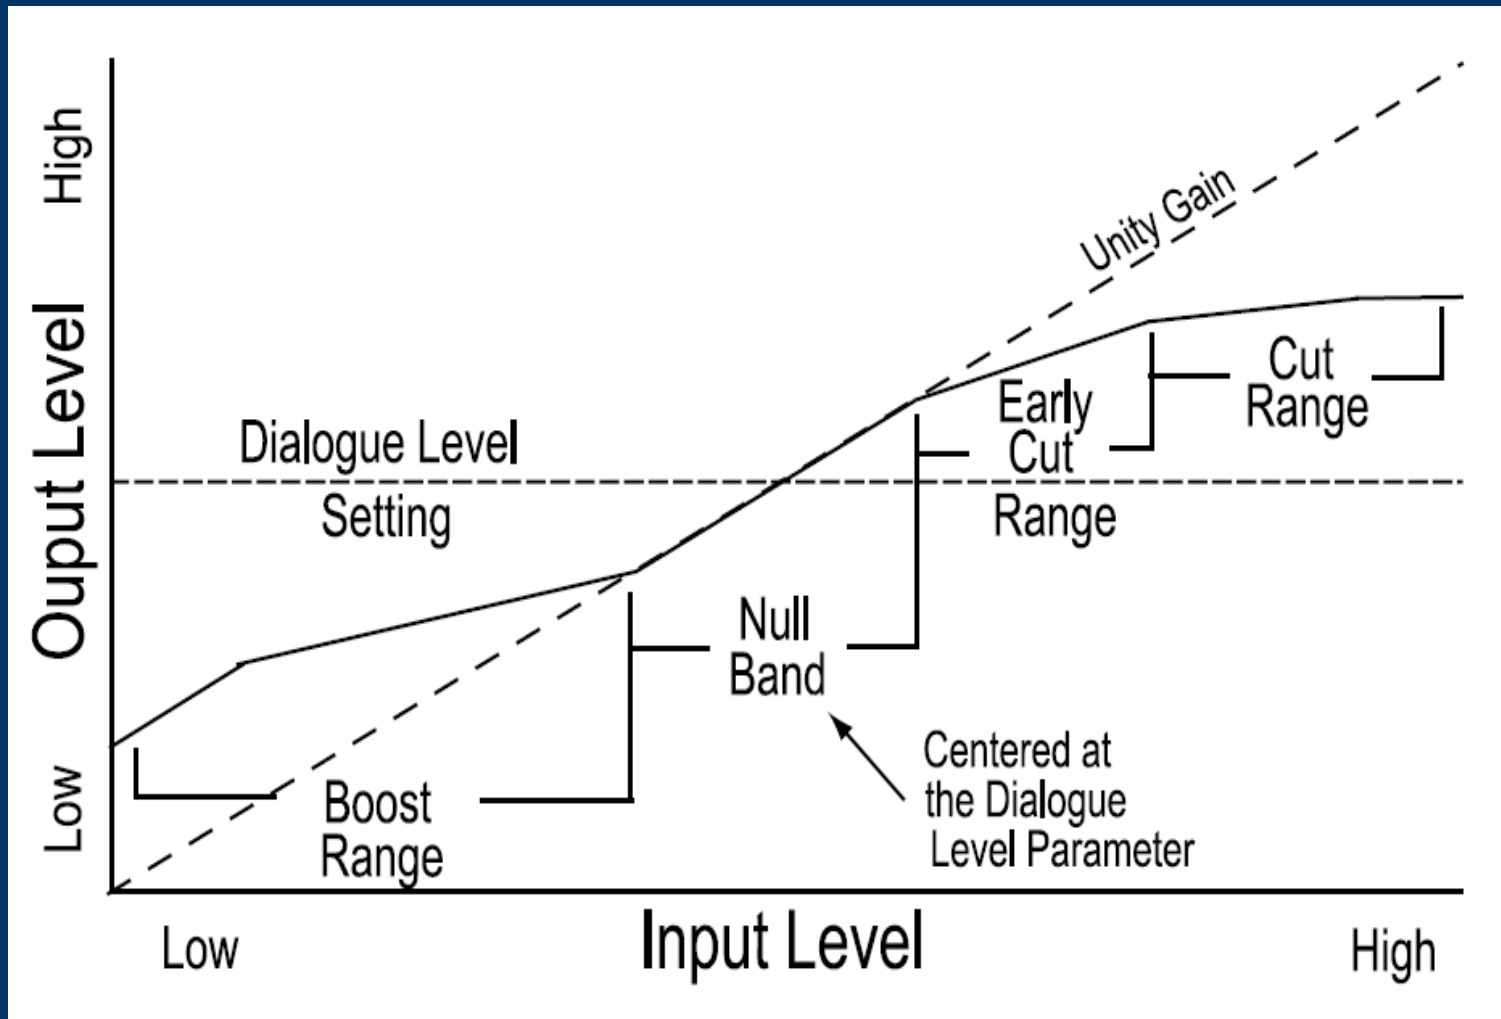 High
Ouput Level
Low
Unity Gain
Dialogue Level
Setting
Early
Cut
Range
Cut
Range
Null
Band
Centered at
the Dialogue
Level Parameter
Boost
Range
Low
Input Level
High